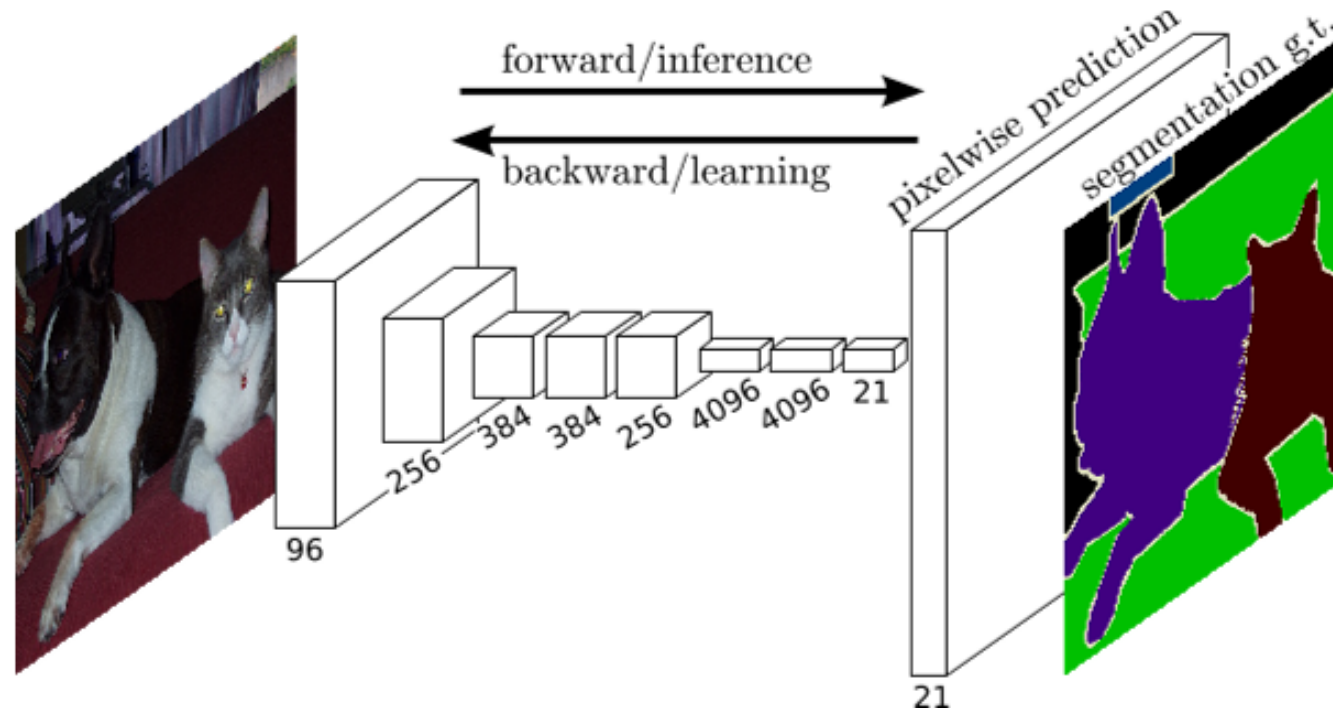 forward/inference
backward/learning
pixelwise prediction
segmentation g.t.
96
256
384
384
256
4096
4096
21
21